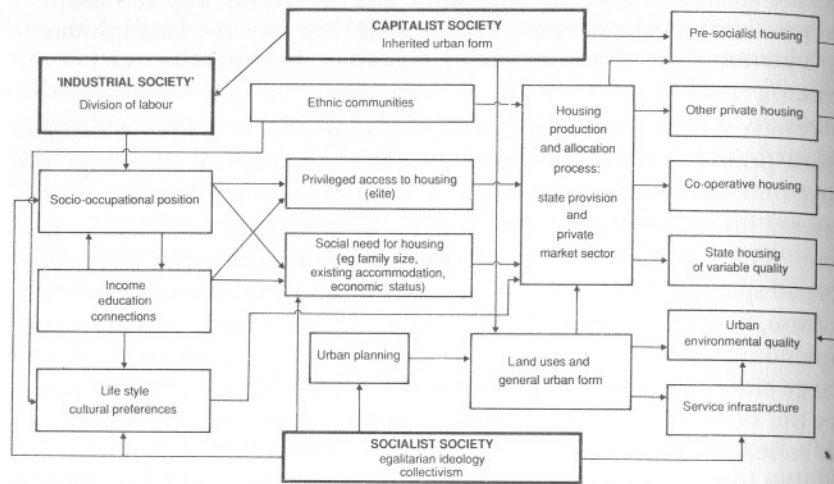 CAPITALIST SOCIETY
Inherited urban form
Pre-socialist housing
'INDUSTRIAL SOCIETY'
Division of labour
Ethnic communities
Housing
production
and allocation
process:
state provision
and
private
market sector
Other private housing
Socio-occupational position
Privileged access to housing
(elite)
Co-operative housing
Social need for housing
(eg family size,
existing accommodation,
economic status)
State housing
of variable quality
Income
education
connections
Urban planning
Land uses and
general urban form
Urban
environmental quality
Life style
cultural preferences
Service infrastructure
SOCIALIST SOCIETY
egalitarian ideology
collectivism